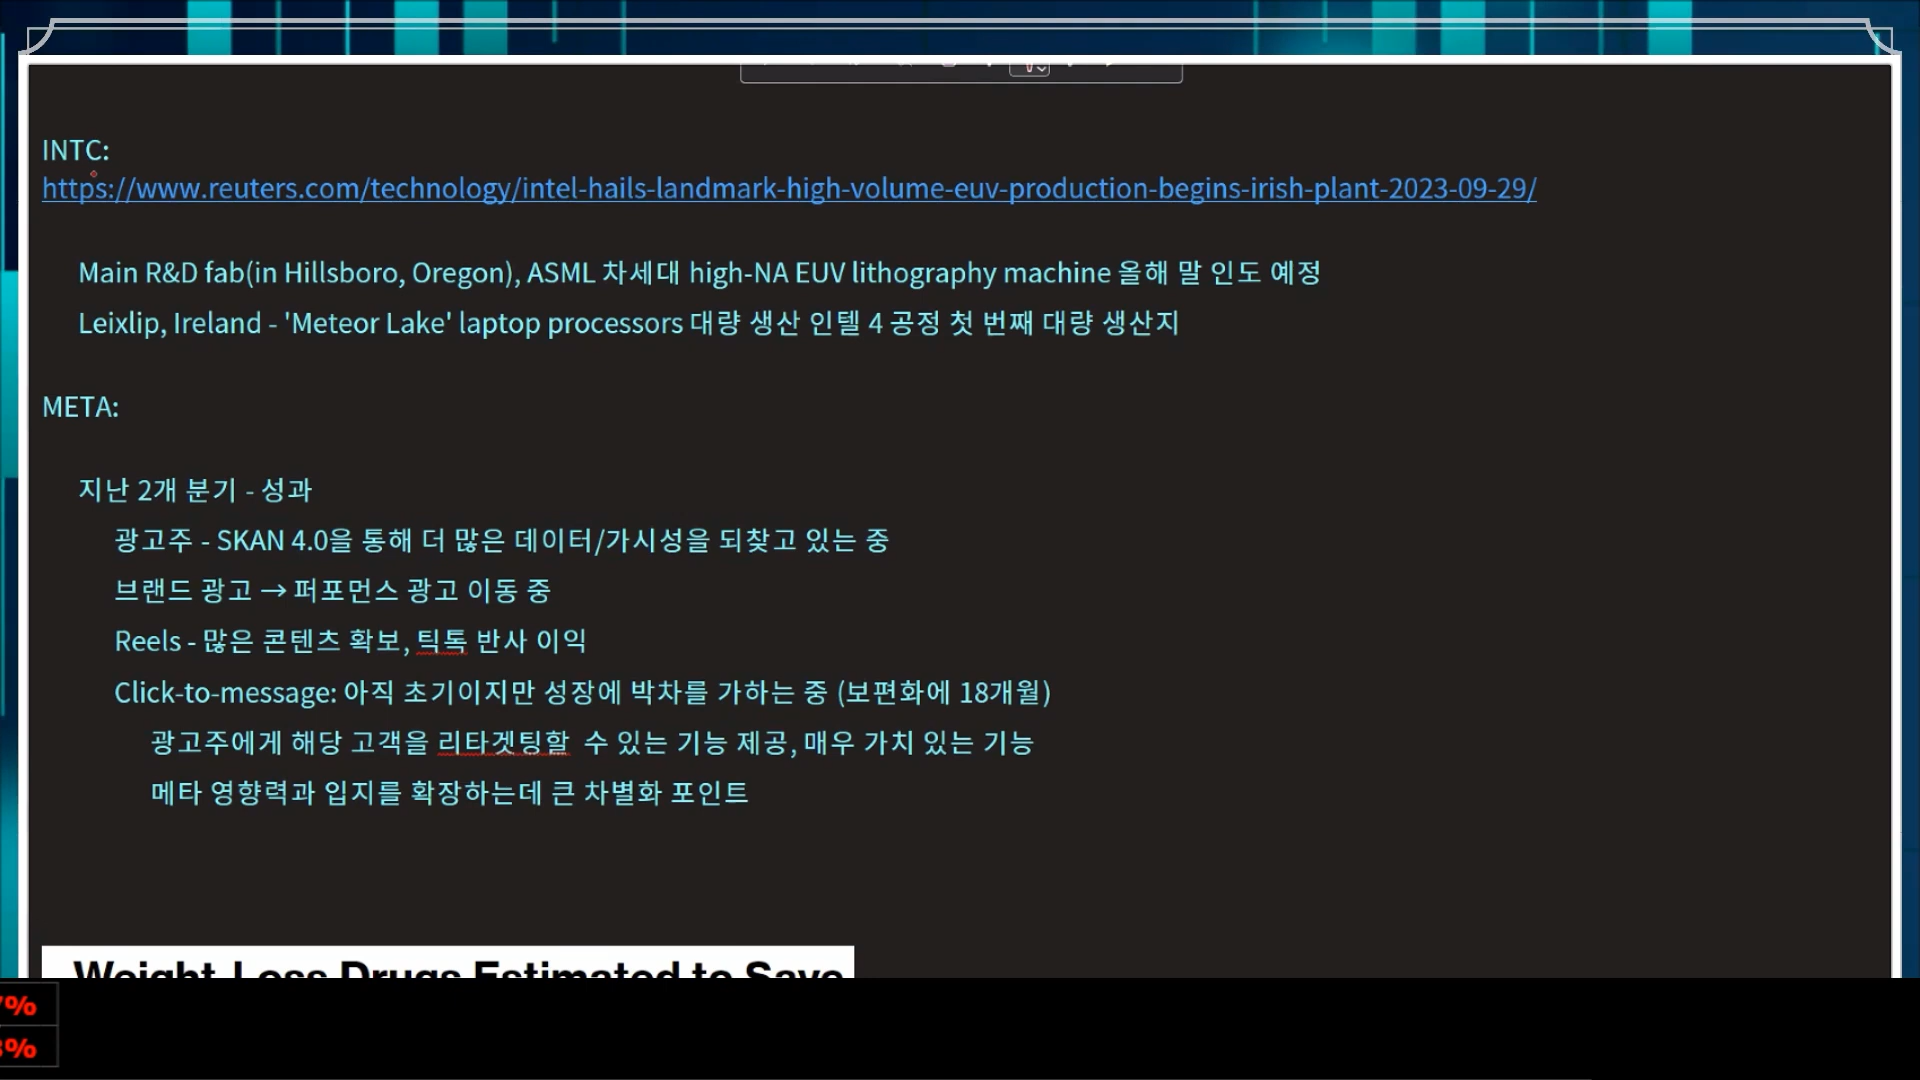 INTC:
https://www.reuters.com/technology/intel-hails-landmark-high-volume-euv-production-begins-irish-plant-2023-09-29/
Main R&D fab(in Hillsboro, Oregon), ASML 차세대 high-NA EUV lithography machine 올해 말 인도 예정
Leixlip, Ireland - 'Meteor Lake' laptop processors 대량 생산 인텔 4 공정 첫 번째 대량 생산지
META:
지난 2개 분기 - 성과
광고주 - SKAN 4.0을 통해 더 많은 데이터/가시성을 되찾고 있는 중
브랜드 광고 → 퍼포먼스 광고 이동 중
Reels - 많은 콘텐츠 확보, 틱톡 반사 이익
Click-to-message: 아직 초기이지만 성장에 박차를 가하는 중 (보편화에 18개월)
광고주에게 해당 고객을 리타겟팅할 수 있는 기능 제공, 매우 가치 있는 기능
메타 영향력과 입지를 확장하는데 큰 차별화 포인트
Weight-Loss Drugs Estimated to Save
%
%